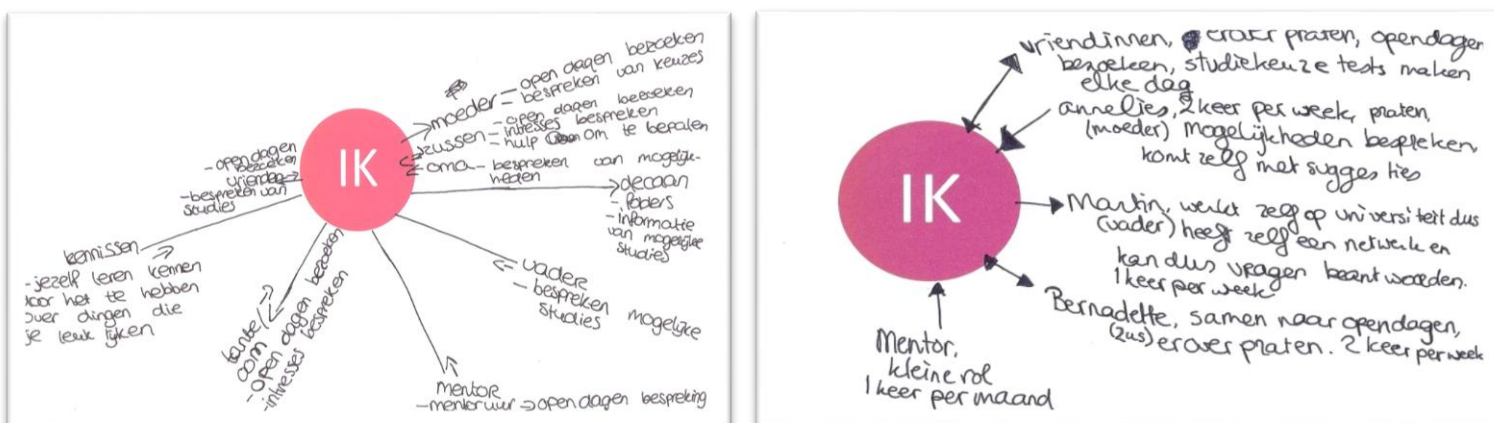 IK
moeder
- open dagen bezoeken
- bespreken van keuzes
zussen
- open dagen bezoeken
- intresses bespreken
- hulp om te bepalen
oma - bespreken van mogelijk-
heden
decaan
- folders
- informatie
van mogelijke
studies
vader
- bespreken mogelijke
studies
mentor
- mentoruur → open dagen bespreking
tante
oom
- open dagen bezoeken
- intresses bespreken
kennissen
- jezelf leren kennen
door het te hebben
over dingen die
je leuk lijken
- open dagen
bezoeken
vrienden
- bespreken van
studies
IK
vriendinnen, erover praten, opendagen
bezoeken, studiekeuze tests maken
elke dag
annelies, 2 keer per week, praten,
(moeder) mogelijkheden bespreken,
komt zelf met suggesties
Martin, werkt zelf op universiteit dus
(vader) heeft zelf een netwerk en
kan dus vragen beantwoorden.
1 keer per week
Bernadette, samen naar opendagen,
(zus) erover praten. 2 keer per week
Mentor,
kleine rol
1 keer per maand